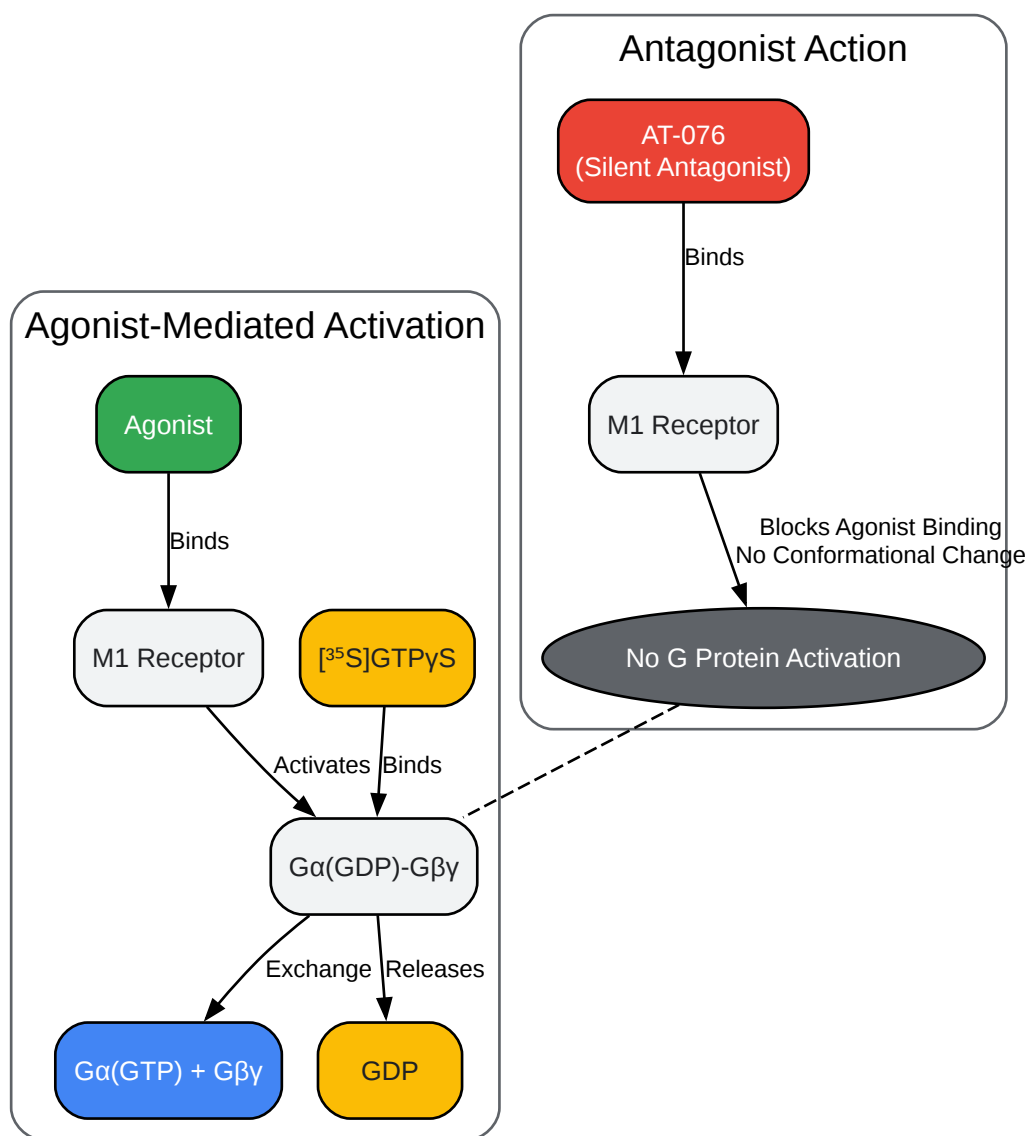 Antagonist Action
AT-076
(Silent Antagonist)
Binds
M1 Receptor
Blocks Agonist Binding
No Conformational Change
No G Protein Activation
Agonist-Mediated Activation
Agonist
Binds
M1 Receptor
[³⁵S]GTPγS
Activates
Binds
Gα(GDP)-Gβγ
Exchange
Releases
Gα(GTP) + Gβγ
GDP